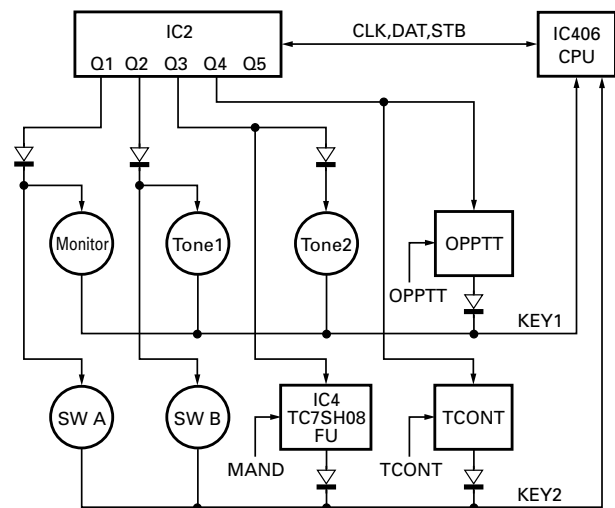 IC2
Q1 Q2 Q3 Q4 Q5
CLK,DAT,STB
IC406
CPU
Monitor
Tone1
Tone2
OPPTT
OPPTT
KEY1
SW A
SW B
IC4
TC7SH08
FU
MAND
TCONT
TCONT
KEY2